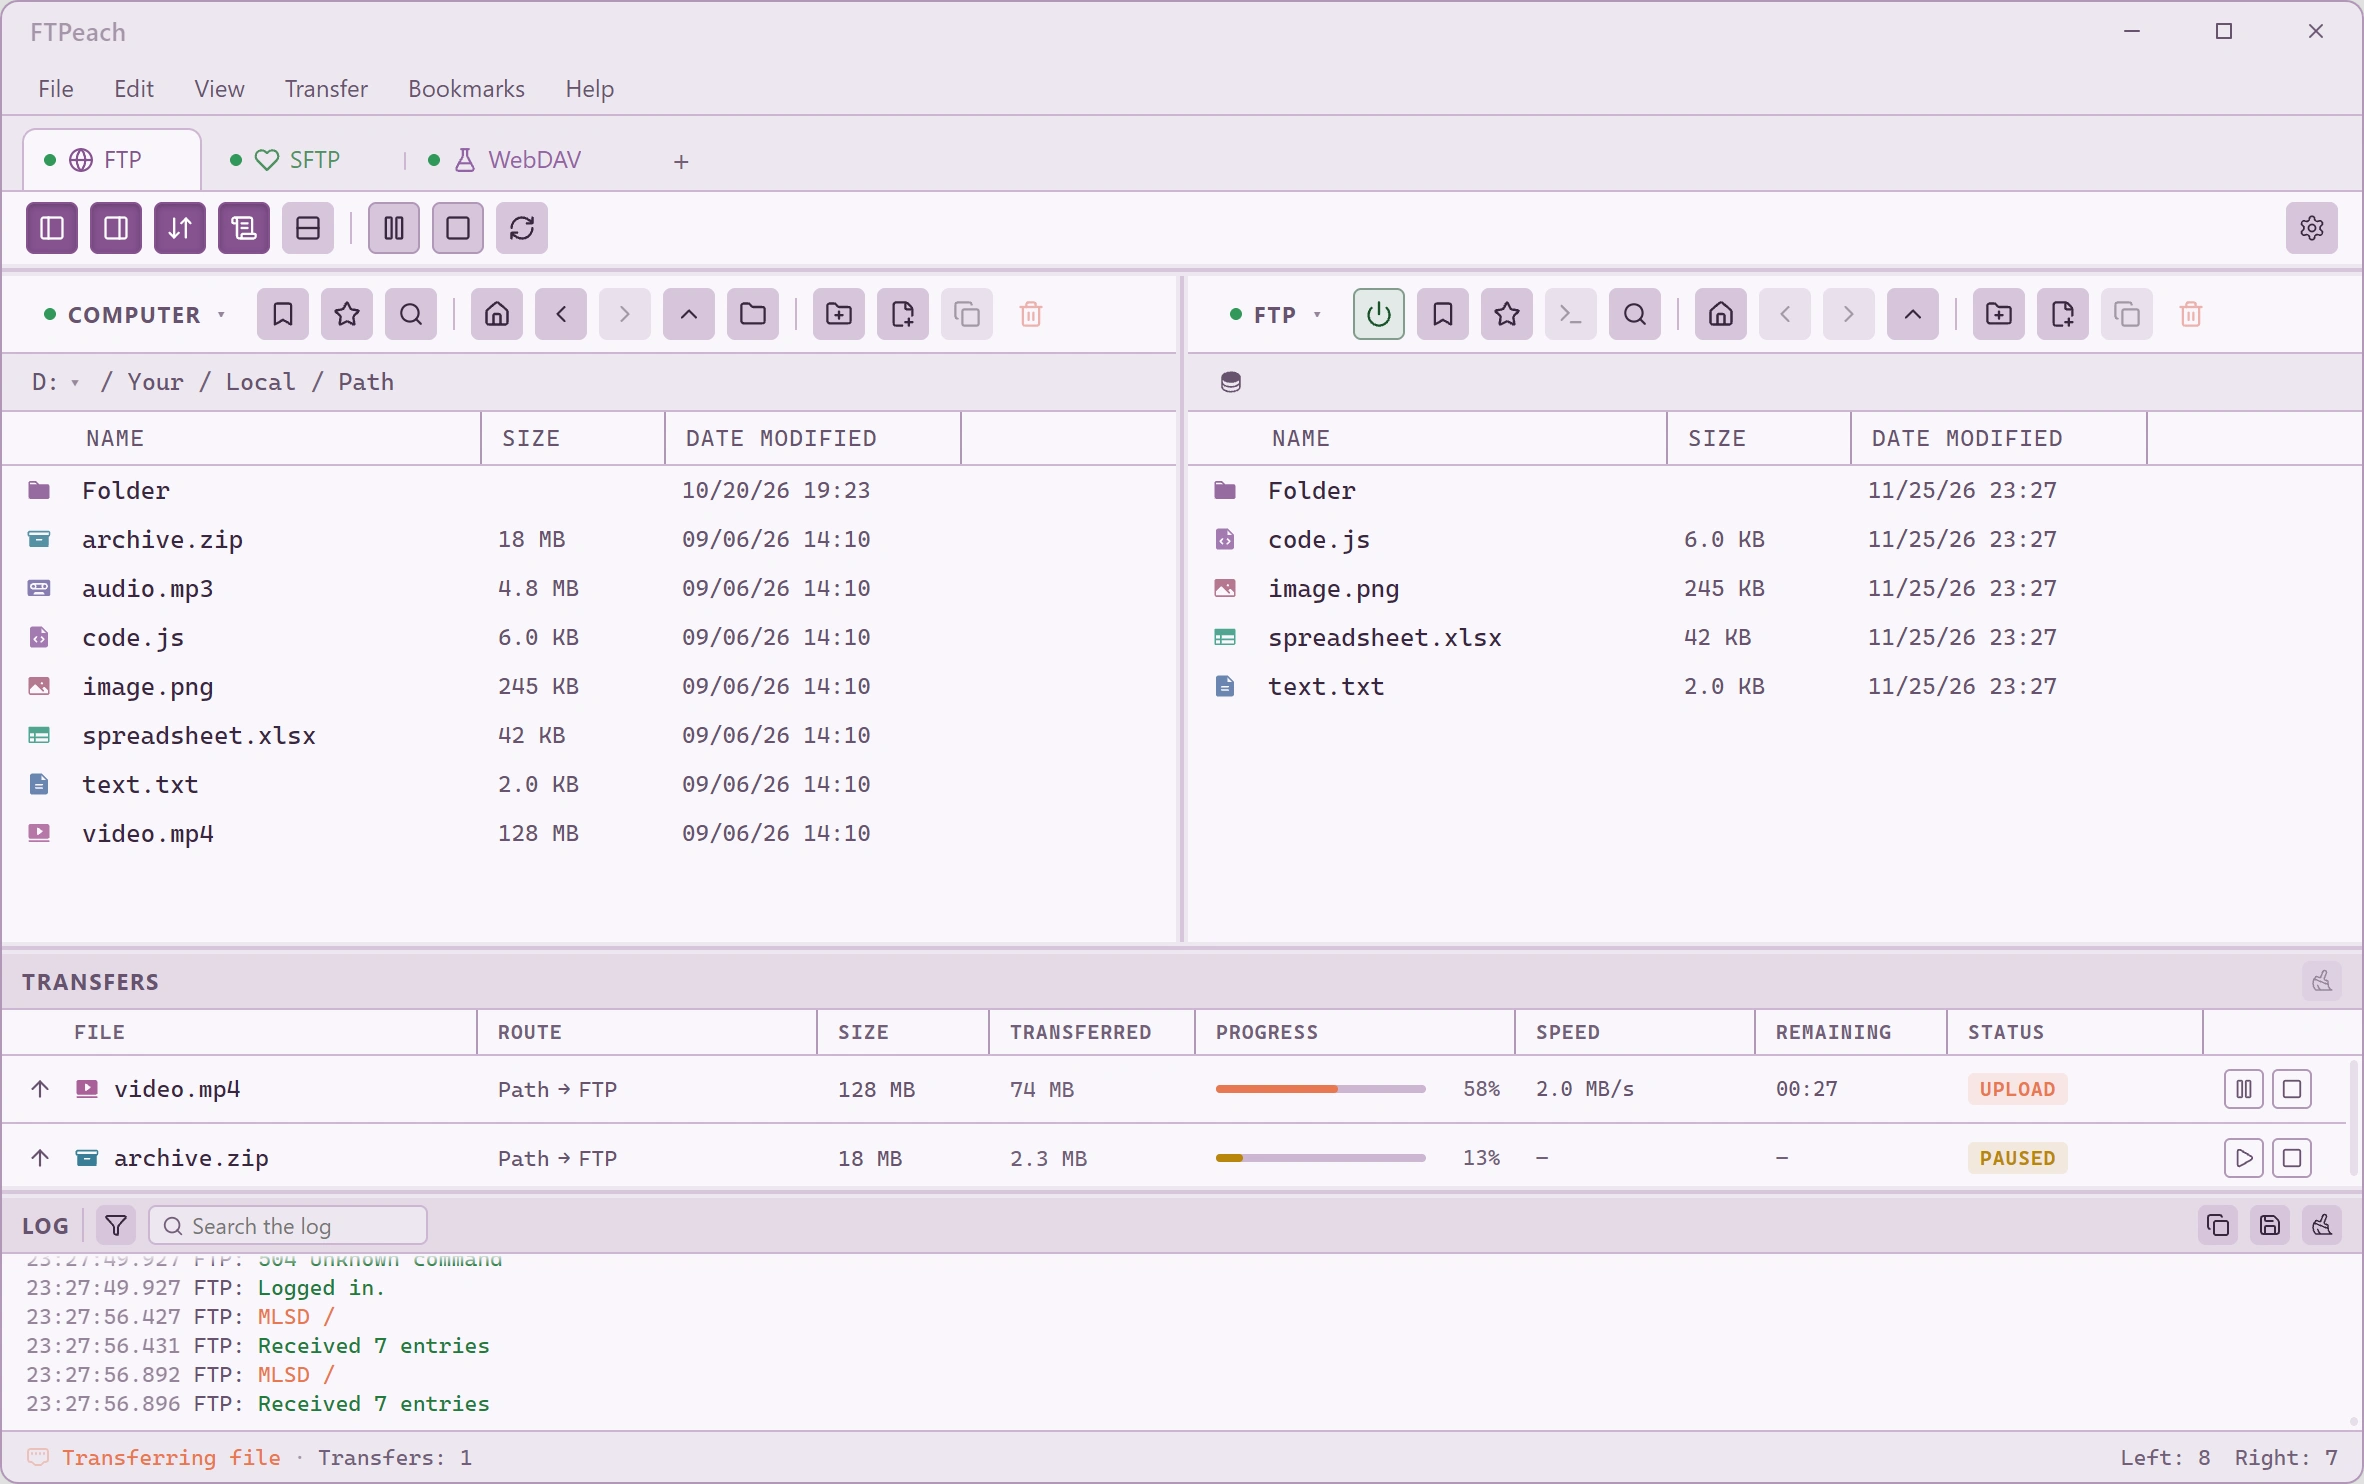 FTPeach
File Edit View Transfer Bookmarks Help
FTP SFTP WebDAV +
COMPUTER
D: / Your / Local / Path
NAME SIZE DATE MODIFIED
Folder 10/20/26 19:23
archive.zip 18 MB 09/06/26 14:10
audio.mp3 4.8 MB 09/06/26 14:10
code.js 6.0 KB 09/06/26 14:10
image.png 245 KB 09/06/26 14:10
spreadsheet.xlsx 42 KB 09/06/26 14:10
text.txt 2.0 KB 09/06/26 14:10
video.mp4 128 MB 09/06/26 14:10
FTP
NAME SIZE DATE MODIFIED
Folder 11/25/26 23:27
code.js 6.0 KB 11/25/26 23:27
image.png 245 KB 11/25/26 23:27
spreadsheet.xlsx 42 KB 11/25/26 23:27
text.txt 2.0 KB 11/25/26 23:27
TRANSFERS
FILE ROUTE SIZE TRANSFERRED PROGRESS SPEED REMAINING STATUS
video.mp4 Path → FTP 128 MB 74 MB 58% 2.0 MB/s 00:27 UPLOAD
archive.zip Path → FTP 18 MB 2.3 MB 13% – – PAUSED
LOG Search the log
23:27:49.927 FTP: 504 Unknown command
23:27:49.927 FTP: Logged in.
23:27:56.427 FTP: MLSD /
23:27:56.431 FTP: Received 7 entries
23:27:56.892 FTP: MLSD /
23:27:56.896 FTP: Received 7 entries
Transferring file · Transfers: 1 Left: 8 Right: 7